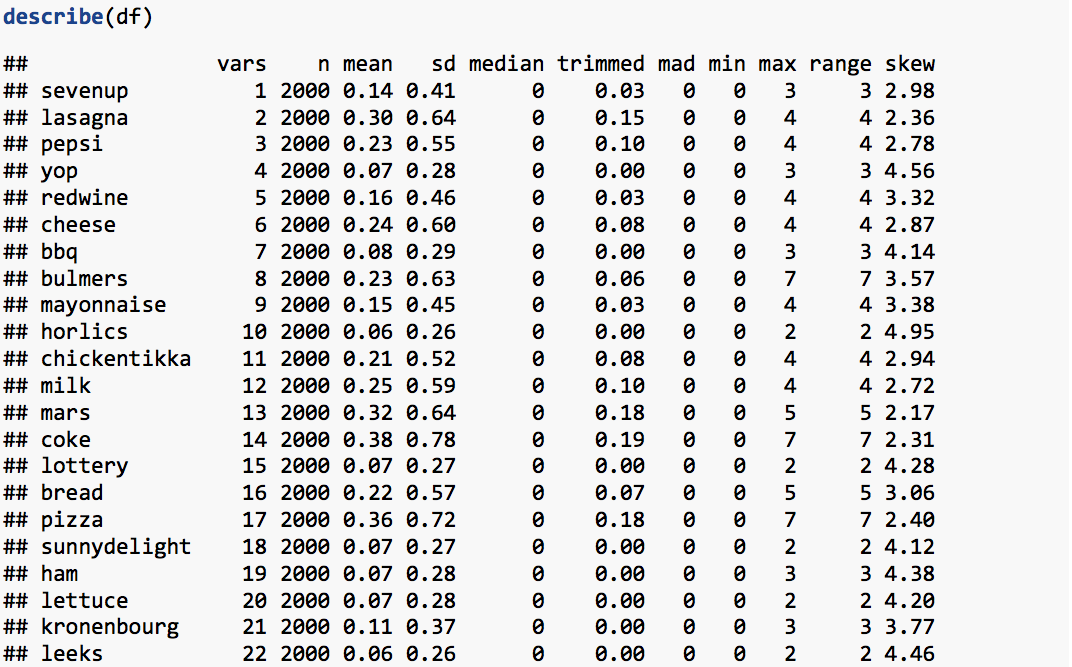 describe(df)
## vars n mean sd median trimmed mad min max range skew
## sevenup 1 2000 0.14 0.41 0 0.03 0 0 3 3 2.98
## lasagna 2 2000 0.30 0.64 0 0.15 0 0 4 4 2.36
## pepsi 3 2000 0.23 0.55 0 0.10 0 0 4 4 2.78
## yop 4 2000 0.07 0.28 0 0.00 0 0 3 3 4.56
## redwine 5 2000 0.16 0.46 0 0.03 0 0 4 4 3.32
## cheese 6 2000 0.24 0.60 0 0.08 0 0 4 4 2.87
## bbq 7 2000 0.08 0.29 0 0.00 0 0 3 3 4.14
## bulmers 8 2000 0.23 0.63 0 0.06 0 0 7 7 3.57
## mayonnaise 9 2000 0.15 0.45 0 0.03 0 0 4 4 3.38
## horlics 10 2000 0.06 0.26 0 0.00 0 0 2 2 4.95
## chickentikka 11 2000 0.21 0.52 0 0.08 0 0 4 4 2.94
## milk 12 2000 0.25 0.59 0 0.10 0 0 4 4 2.72
## mars 13 2000 0.32 0.64 0 0.18 0 0 5 5 2.17
## coke 14 2000 0.38 0.78 0 0.19 0 0 7 7 2.31
## lottery 15 2000 0.07 0.27 0 0.00 0 0 2 2 4.28
## bread 16 2000 0.22 0.57 0 0.07 0 0 5 5 3.06
## pizza 17 2000 0.36 0.72 0 0.18 0 0 7 7 2.40
## sunnydelight 18 2000 0.07 0.27 0 0.00 0 0 2 2 4.12
## ham 19 2000 0.07 0.28 0 0.00 0 0 3 3 4.38
## lettuce 20 2000 0.07 0.28 0 0.00 0 0 2 2 4.20
## kronenbourg 21 2000 0.11 0.37 0 0.00 0 0 3 3 3.77
## leeks 22 2000 0.06 0.26 0 0.00 0 0 2 2 4.46